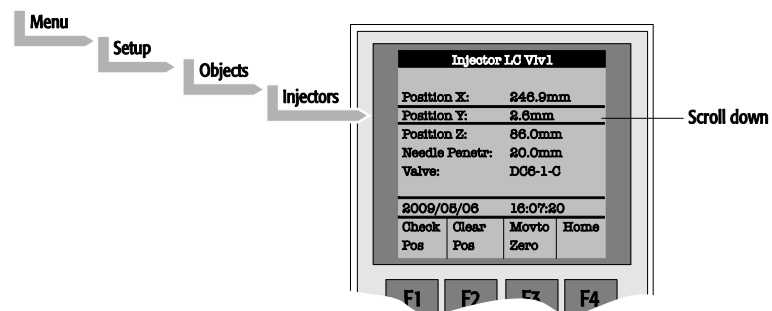 Menu
Setup
Objects
Injectors
Injector LC Vlv1
Position X: 246.9mm
Position Y: 2.6mm
Position Z: 86.0mm
Needle Penetr: 20.0mm
Valve: DC6-1-C
2009/05/06 16:07:20
Check Clear Movto Home
Pos Pos Zero
Scroll down
F1 F2 F3 F4